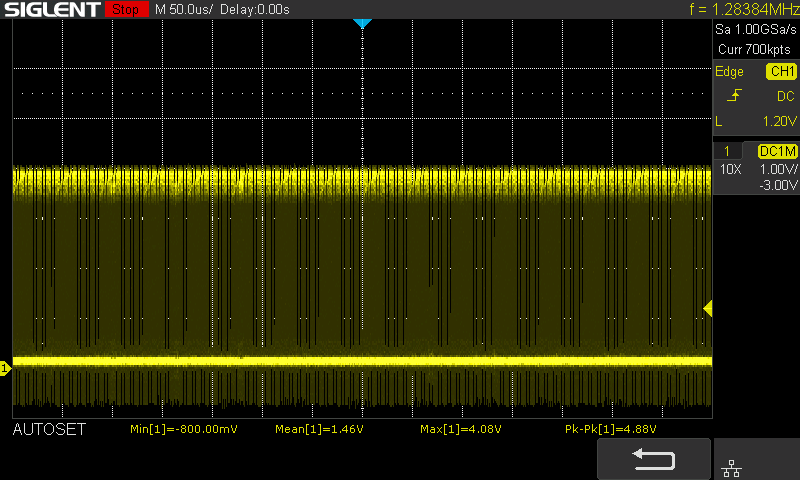 SIGLENT Stop M 50.0us/ Delay:0.00s f = 1.28384MHz
Sa 1.00GSa/s
Curr 700kpts
Edge CH1
DC
L 1.20V
1 DC1M
10X 1.00V/
-3.00V
1
AUTOSET Min[1]=-800.00mV Mean[1]=1.46V Max[1]=4.08V Pk-Pk[1]=4.88V